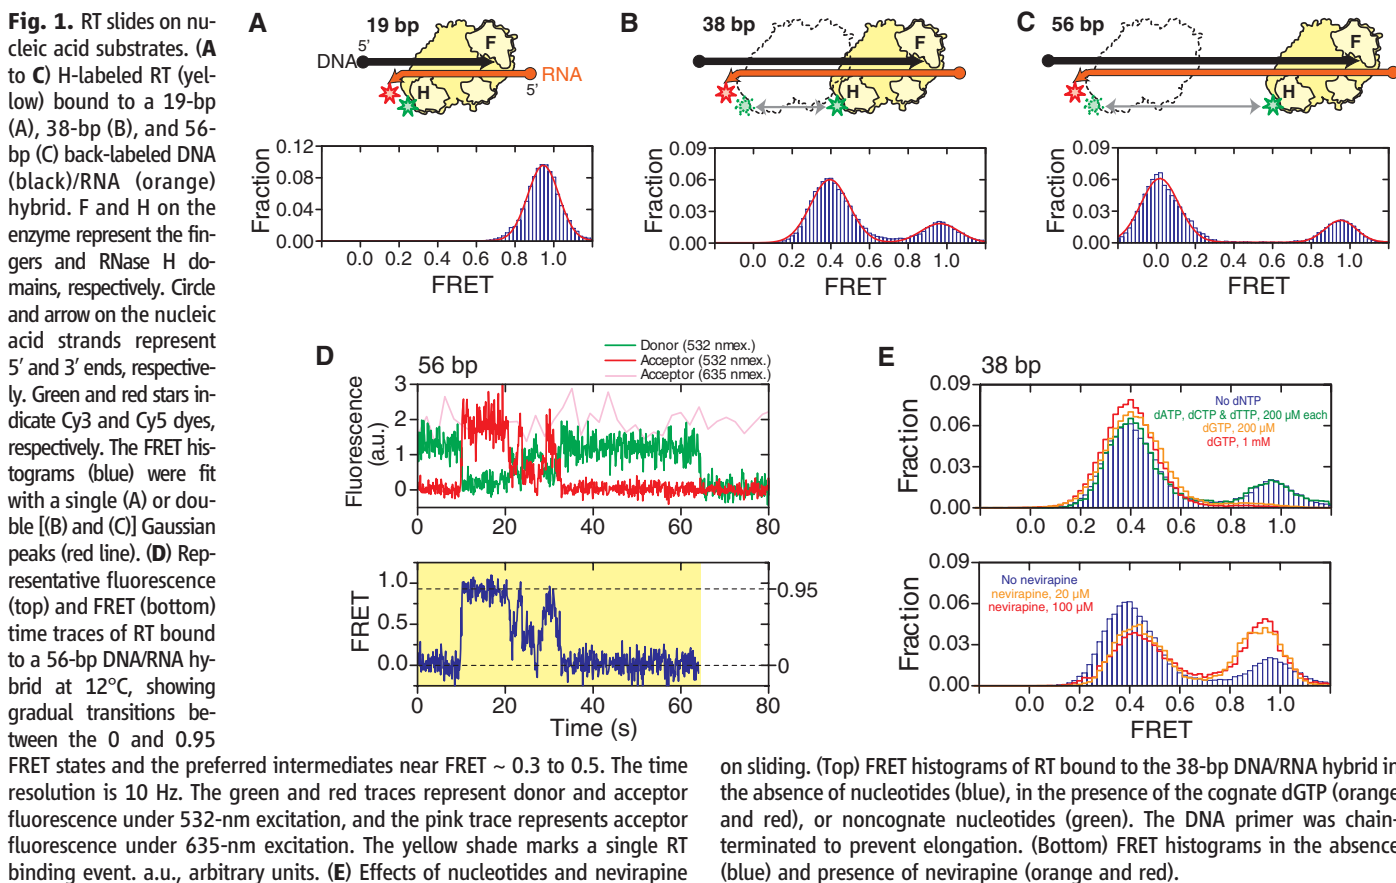 Fig. 1. RT slides on nu-
cleic acid substrates. (A
to C) H-labeled RT (yel-
low) bound to a 19-bp
(A), 38-bp (B), and 56-
bp (C) back-labeled DNA
(black)/RNA (orange)
hybrid. F and H on the
enzyme represent the fin-
gers and RNase H do-
mains, respectively. Circle
and arrow on the nucleic
acid strands represent
5′ and 3′ ends, respective-
ly. Green and red stars in-
dicate Cy3 and Cy5 dyes,
respectively. The FRET his-
tograms (blue) were fit
with a single (A) or dou-
ble [(B) and (C)] Gaussian
peaks (red line). (D) Rep-
resentative fluorescence
(top) and FRET (bottom)
time traces of RT bound
to a 56-bp DNA/RNA hy-
brid at 12°C, showing
gradual transitions be-
tween the 0 and 0.95
FRET states and the preferred intermediates near FRET ~ 0.3 to 0.5. The time
resolution is 10 Hz. The green and red traces represent donor and acceptor
fluorescence under 532-nm excitation, and the pink trace represents acceptor
fluorescence under 635-nm excitation. The yellow shade marks a single RT
binding event. a.u., arbitrary units. (E) Effects of nucleotides and nevirapine
on sliding. (Top) FRET histograms of RT bound to the 38-bp DNA/RNA hybrid in
the absence of nucleotides (blue), in the presence of the cognate dGTP (orange
and red), or noncognate nucleotides (green). The DNA primer was chain-
terminated to prevent elongation. (Bottom) FRET histograms in the absence
(blue) and presence of nevirapine (orange and red).
A
19 bp
5′
DNA
F
H
RNA
5′
Fraction
0.12
0.08
0.04
0.00
0.0 0.2 0.4 0.6 0.8 1.0
FRET
B
38 bp
F
H
Fraction
0.09
0.06
0.03
0.00
0.0 0.2 0.4 0.6 0.8 1.0
FRET
C
56 bp
F
H
Fraction
0.09
0.06
0.03
0.00
0.0 0.2 0.4 0.6 0.8 1.0
FRET
D
56 bp
Donor (532 nmex.)
Acceptor (532 nmex.)
Acceptor (635 nmex.)
Fluorescence
(a.u.)
3
2
1
0
0 20 40 60 80
FRET
1.0
0.5
0.0
0.95
0
0 20 40 60 80
Time (s)
E
38 bp
Fraction
0.09
0.06
0.03
0.00
No dNTP
dATP, dCTP & dTTP, 200 µM each
dGTP, 200 µM
dGTP, 1 mM
0.0 0.2 0.4 0.6 0.8 1.0
Fraction
0.09
0.06
0.03
0.00
No nevirapine
nevirapine, 20 µM
nevirapine, 100 µM
0.0 0.2 0.4 0.6 0.8 1.0
FRET